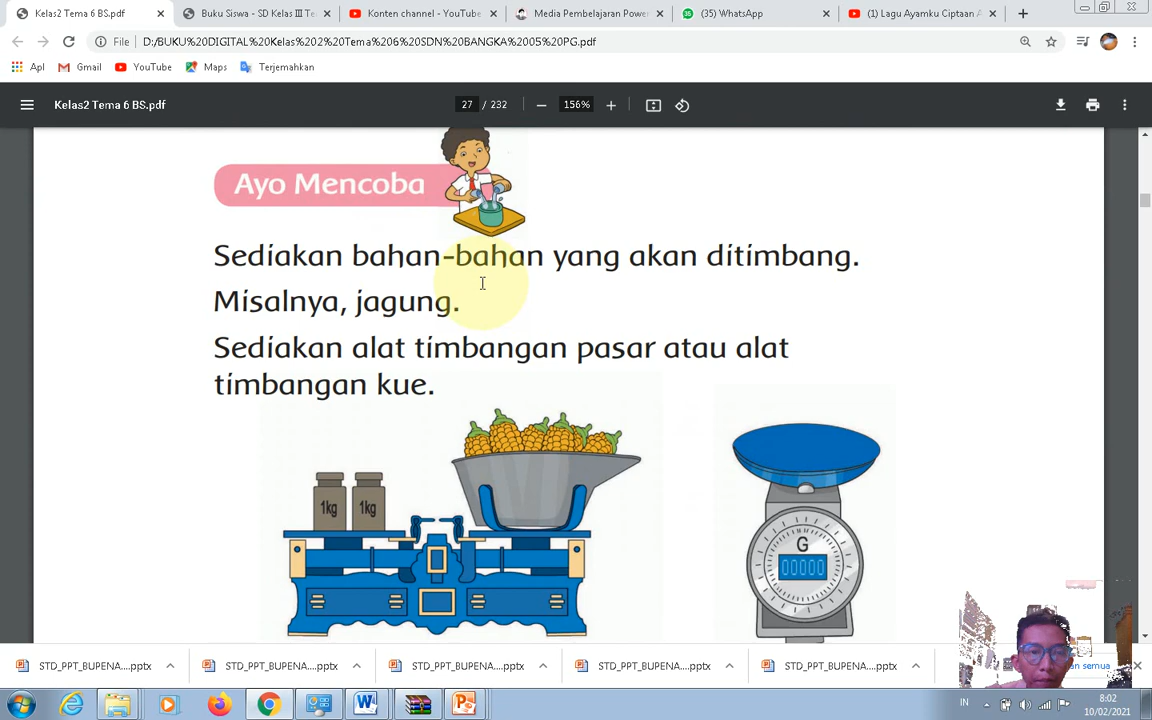 Kelas2 Tema 6 BS.pdf
Buku Siswa - SD Kelas III Te
Konten channel - YouTube
Media Pembelajaran Power
(35) WhatsApp
(1) Lagu Ayamku Ciptaan A
File
D:/BUKU%20DIGITAL%20Kelas%202%20Tema%206%20SDN%20BANGKA%2005%20PG.pdf
Apl
Gmail
YouTube
Maps
Terjemahkan
Kelas2 Tema 6 BS.pdf
27 / 232
156%
Ayo Mencoba
Sediakan bahan-bahan yang akan ditimbang.
Misalnya, jagung.
Sediakan alat timbangan pasar atau alat
timbangan kue.
1kg 1kg
G
00000
STD_PPT_BUPENA....pptx
STD_PPT_BUPENA....pptx
STD_PPT_BUPENA....pptx
STD_PPT_BUPENA....pptx
STD_PPT_BUPENA....pptx
semua
IN
8:02
10/02/2021